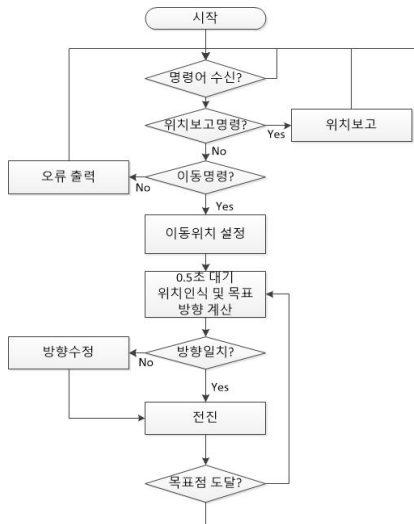 시작
명령어 수신?
위치보고명령?
Yes
위치보고
No
오류 출력
No
이동명령?
Yes
이동위치 설정
0.5초 대기
위치인식 및 목표
방향 계산
방향수정
No
방향일치?
Yes
전진
목표점 도달?